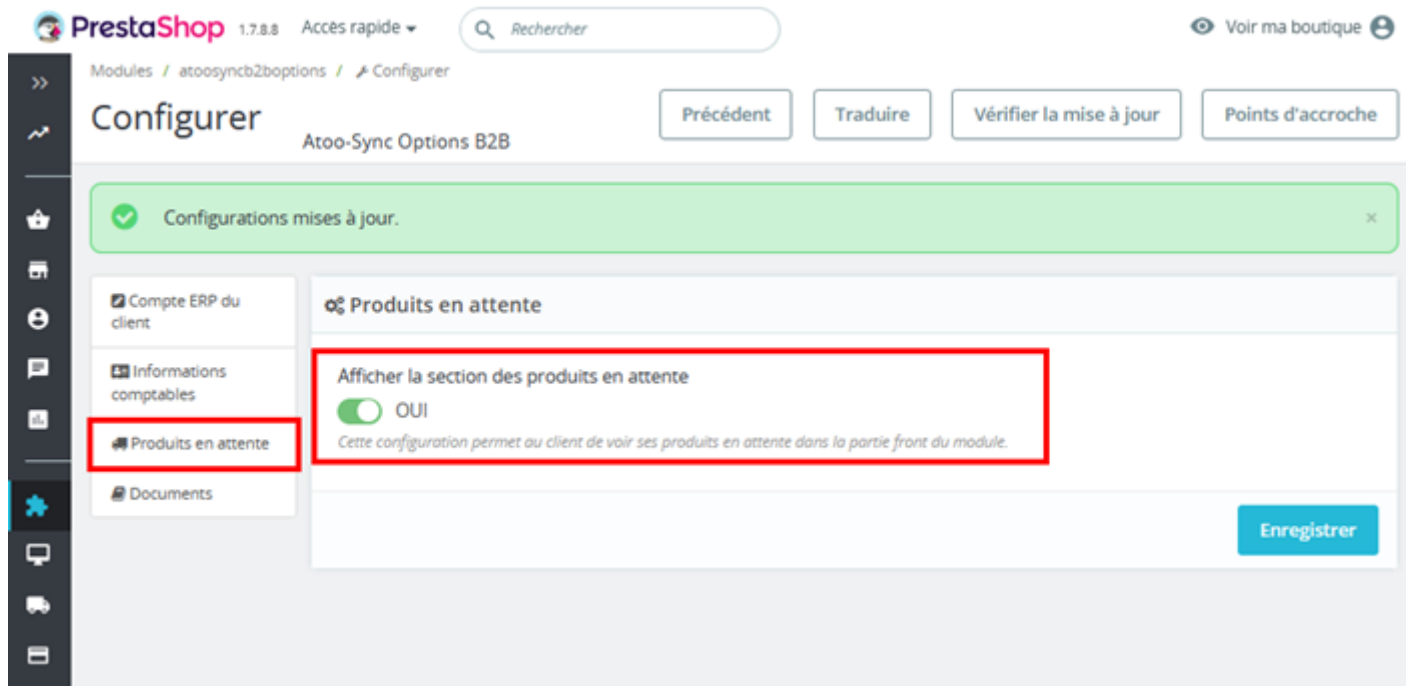 PrestaShop 1.7.8.8 Accès rapide Rechercher Voir ma boutique
Modules / atoosyncb2boptions / Configurer
Configurer
Atoo-Sync Options B2B
Précédent Traduire Vérifier la mise à jour Points d'accroche
Configurations mises à jour. ×
Compte ERP du
client
Informations
comptables
Produits en attente
Documents
Produits en attente
Afficher la section des produits en attente
OUI
Cette configuration permet au client de voir ses produits en attente dans la partie front du module.
Enregistrer